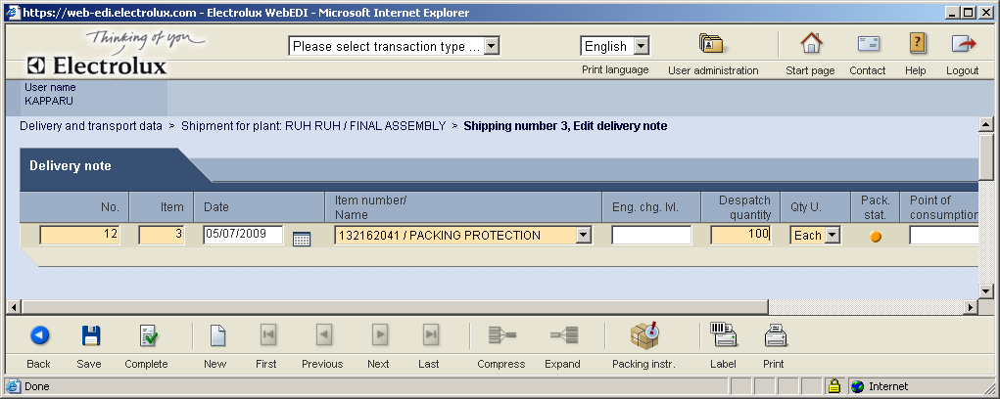 https://web-edi.electrolux.com - Electrolux WebEDI - Microsoft Internet Explorer
Thinking of you
Electrolux
Please select transaction type ...
English
Print language
User administration
Start page
Contact
Help
Logout
User name
KAPPARU
Delivery and transport data > Shipment for plant: RUH RUH / FINAL ASSEMBLY > Shipping number 3, Edit delivery note
Delivery note
No.
Item
Date
Item number/
Name
Eng. chg. lvl.
Despatch
quantity
Qty U.
Pack.
stat.
Point of
consumption
12
3
05/07/2009
132162041 / PACKING PROTECTION
100
Each
Back
Save
Complete
New
First
Previous
Next
Last
Compress
Expand
Packing instr.
Label
Print
Done
Internet